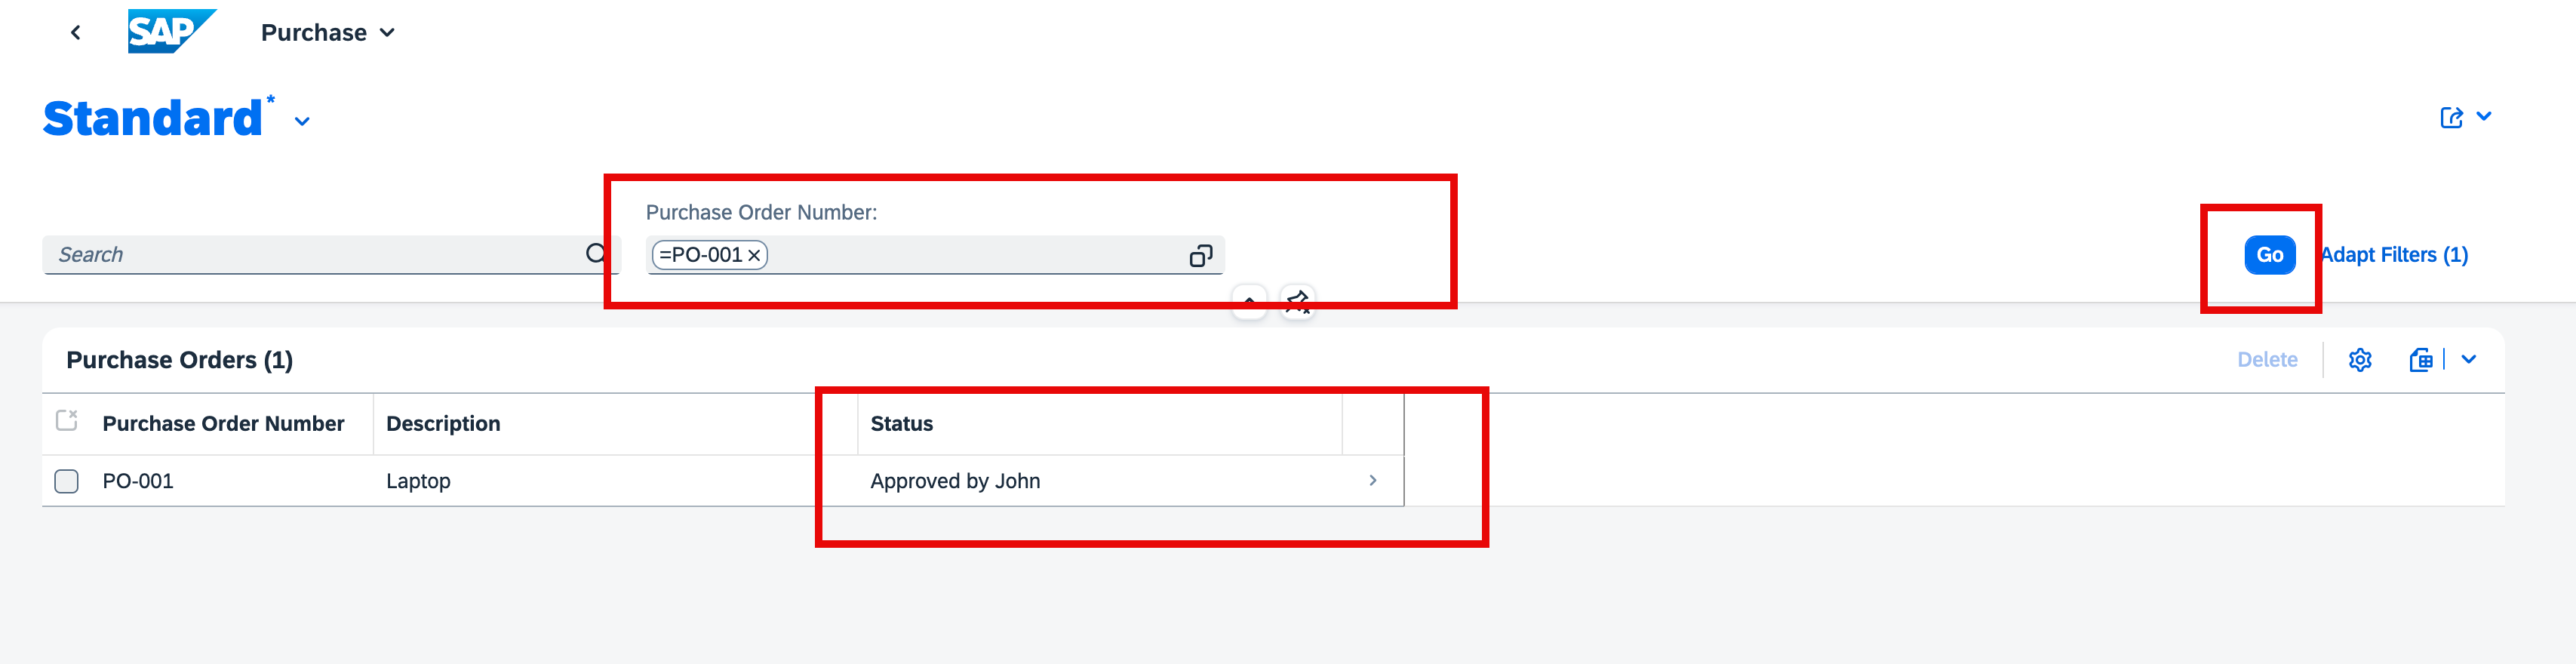 SAP Purchase
Standard*
Purchase Order Number:
Search =PO-001 Go Adapt Filters (1)
Purchase Orders (1) Delete
Purchase Order Number Description Status
PO-001 Laptop Approved by John